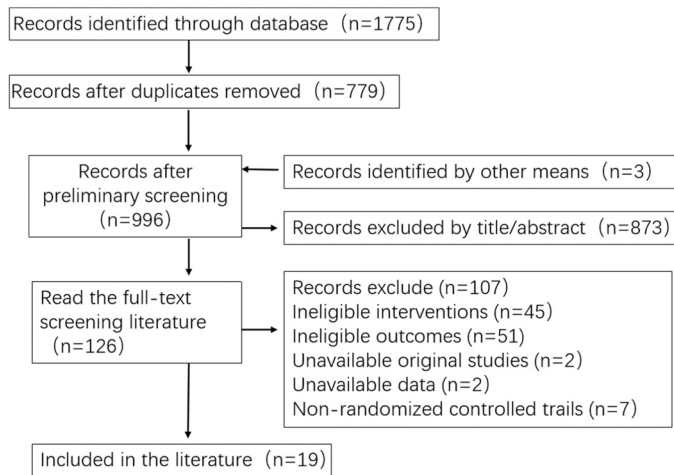 Records identified through database（n=1775）
Records after duplicates removed（n=779）
Records after
preliminary screening
（n=996）
Records identified by other means（n=3）
Records excluded by title/abstract（n=873）
Read the full-text
screening literature
（n=126）
Records exclude (n=107)
Ineligible interventions (n=45)
Ineligible outcomes (n=51)
Unavailable original studies (n=2)
Unavailable data (n=2)
Non-randomized controlled trails (n=7)
Included in the literature（n=19）